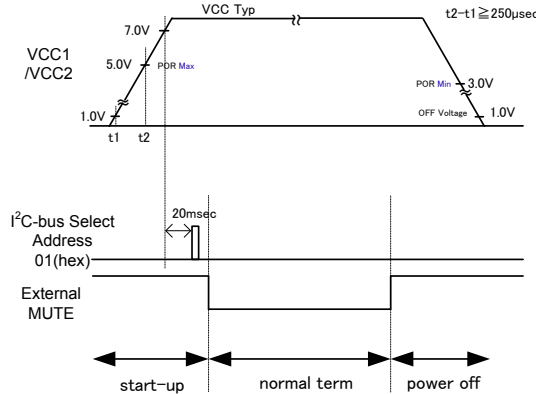 VCC Typ
t2-t1≧250μsec
7.0V
VCC1
/VCC2
5.0V
POR Max
POR Min
3.0V
1.0V
OFF Voltage
1.0V
t1
t2
I²C-bus Select
Address
01(hex)
20msec
External
MUTE
start-up
normal term
power off